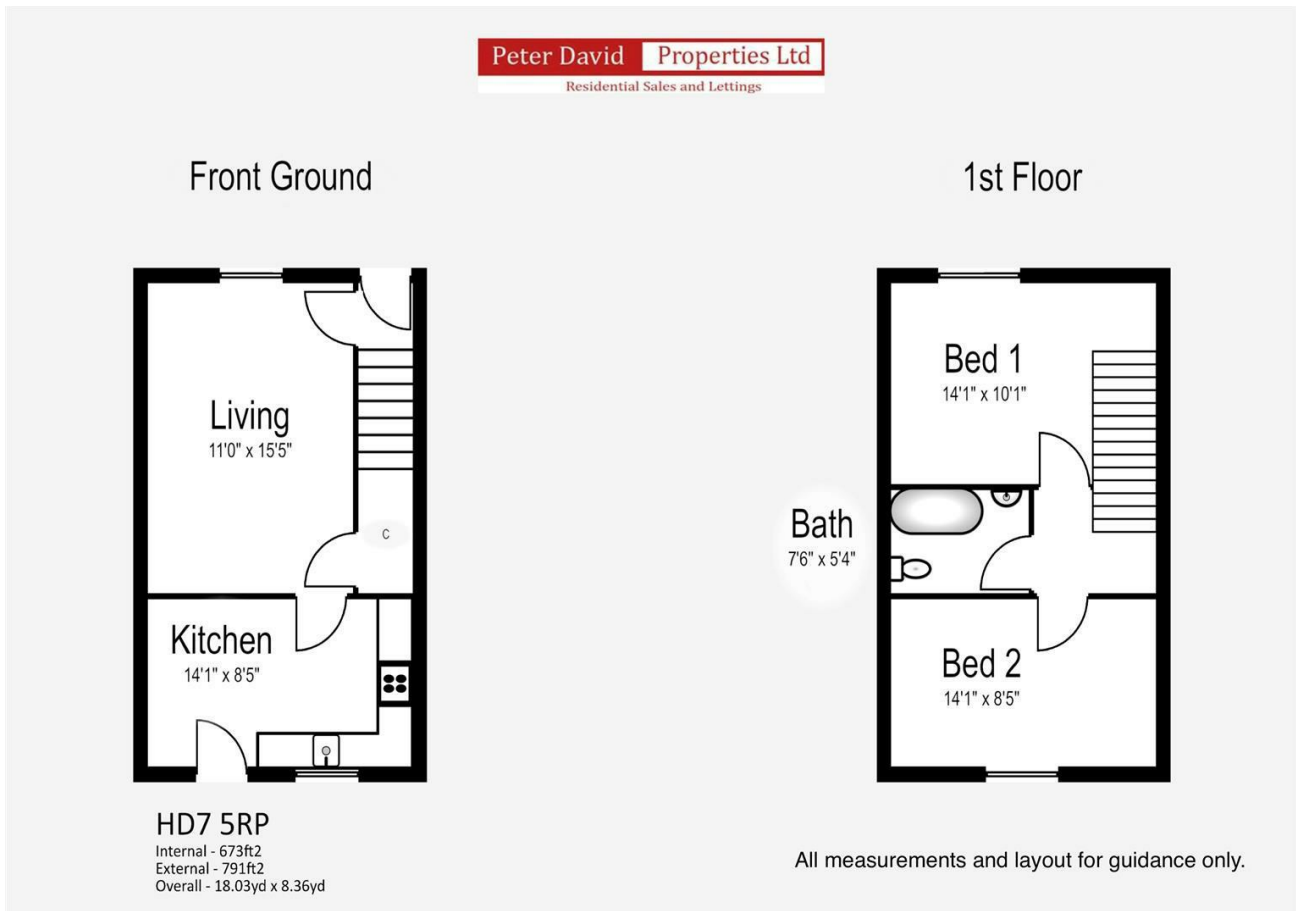 Peter David Properties Ltd
Residential Sales and Lettings
Front Ground
1st Floor
Living
11'0" x 15'5"
C
Kitchen
14'1" x 8'5"
Bed 1
14'1" x 10'1"
Bath
7'6" x 5'4"
Bed 2
14'1" x 8'5"
HD7 5RP
Internal - 673ft2
External - 791ft2
Overall - 18.03yd x 8.36yd
All measurements and layout for guidance only.